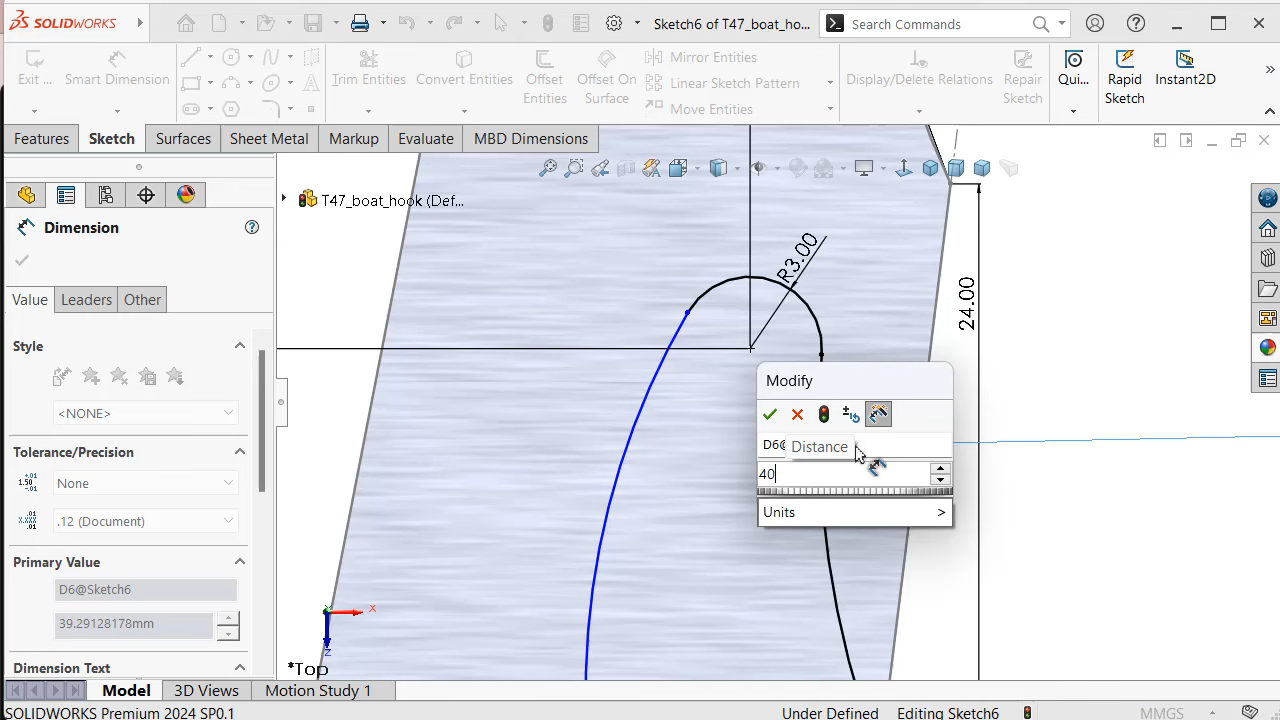 SOLIDWORKS
Sketch6 of T47_boat_ho...
Search Commands
Exit ...
Smart Dimension
Trim Entities
Convert Entities
Offset Entities
Offset On Surface
Mirror Entities
Linear Sketch Pattern
Move Entities
Display/Delete Relations
Repair Sketch
Qui...
Rapid Sketch
Instant2D
Features
Sketch
Surfaces
Sheet Metal
Markup
Evaluate
MBD Dimensions
T47_boat_hook (Def...
Dimension
Value
Leaders
Other
Style
<NONE>
Tolerance/Precision
None
.12 (Document)
Primary Value
D6@Sketch6
39.29128178mm
Dimension Text
R3.00
24.00
Modify
D6@
Distance
40
Units
>
x
z
*Top
Model
3D Views
Motion Study 1
SOLIDWORKS Premium 2024 SP0.1
Under Defined
Editing Sketch6
MMGS